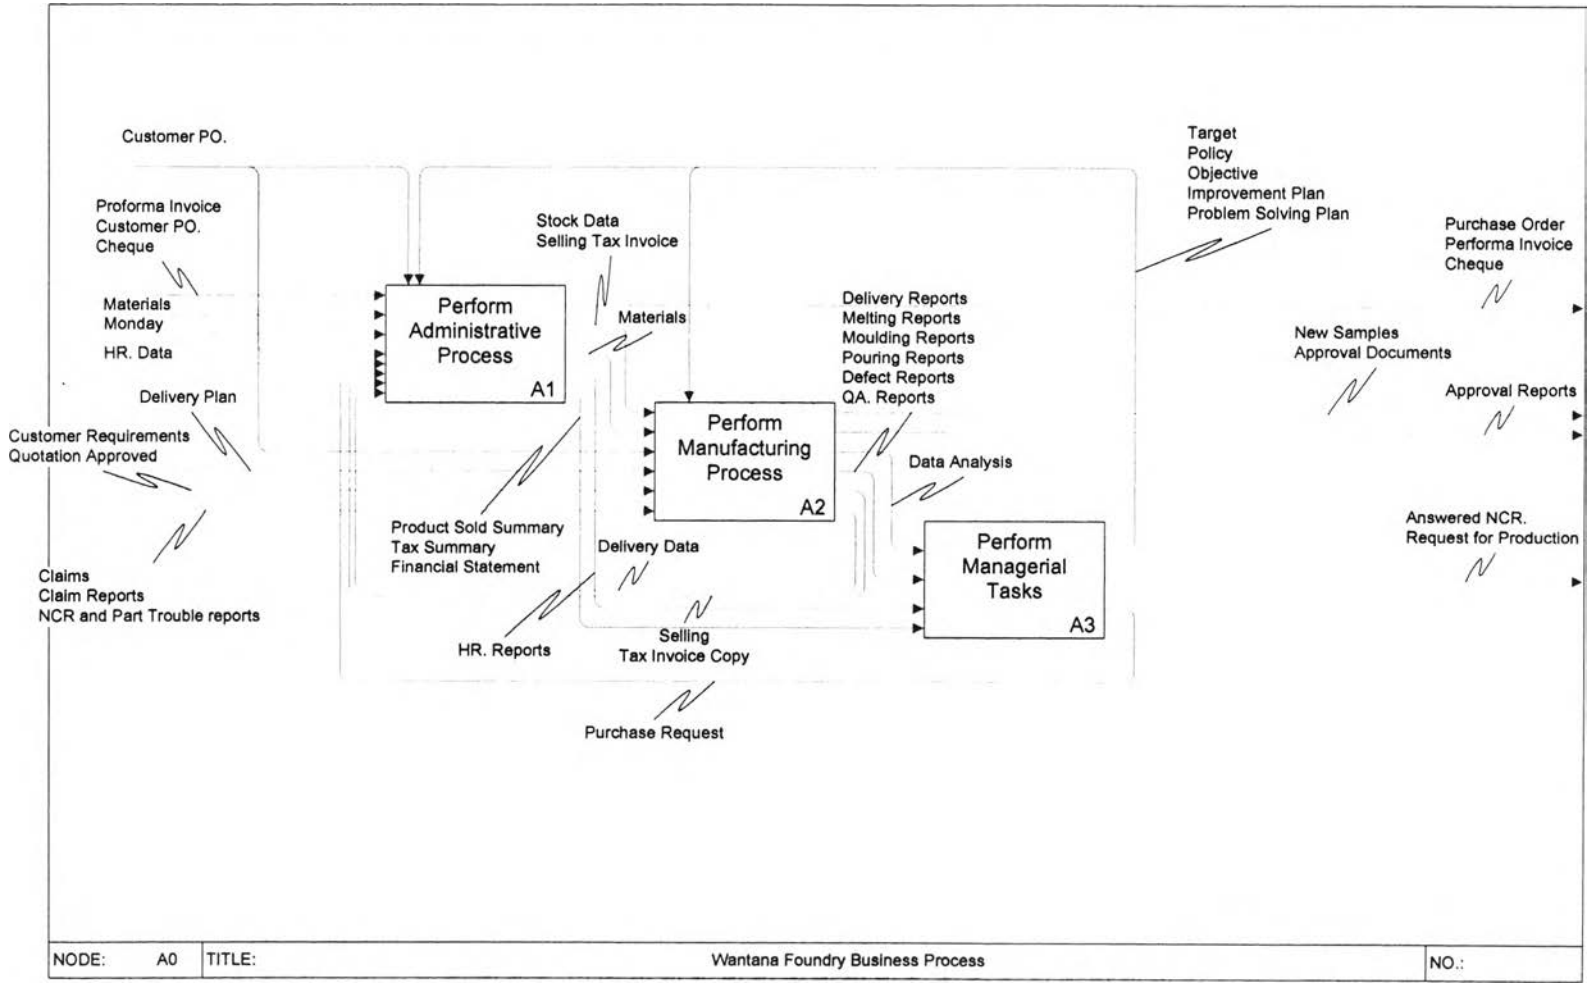 Customer PO.
Proforma Invoice
Customer PO.
Cheque
Materials
Monday
HR. Data
Delivery Plan
Customer Requirements
Quotation Approved
Claims
Claim Reports
NCR and Part Trouble reports
Perform
Administrative
Process
A1
Stock Data
Selling Tax Invoice
Materials
Product Sold Summary
Tax Summary
Financial Statement
HR. Reports
Delivery Data
Selling
Tax Invoice Copy
Purchase Request
Perform
Manufacturing
Process
A2
Delivery Reports
Melting Reports
Moulding Reports
Pouring Reports
Defect Reports
QA. Reports
Data Analysis
Perform
Managerial
Tasks
A3
Target
Policy
Objective
Improvement Plan
Problem Solving Plan
Purchase Order
Performa Invoice
Cheque
New Samples
Approval Documents
Approval Reports
Answered NCR.
Request for Production
NODE: A0 TITLE: Wantana Foundry Business Process NO.: